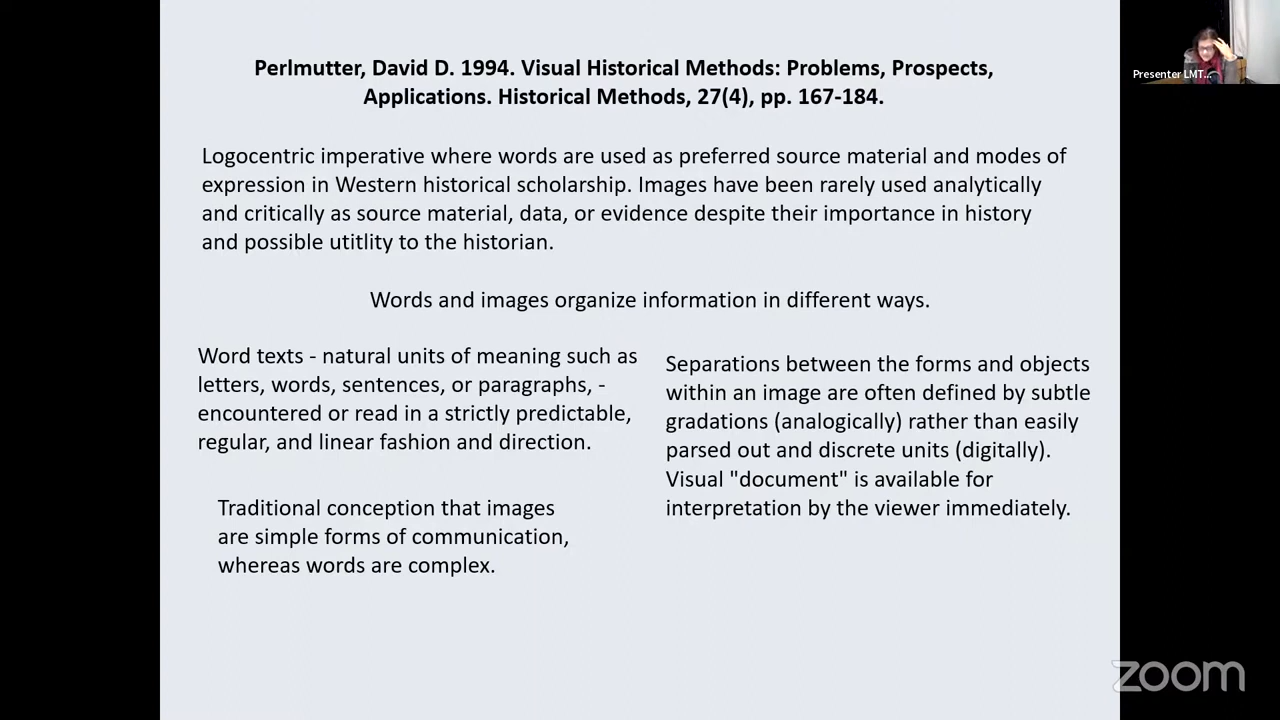 Perlmutter, David D. 1994. Visual Historical Methods: Problems, Prospects,
Applications. Historical Methods, 27(4), pp. 167-184.
Logocentric imperative where words are used as preferred source material and modes of
expression in Western historical scholarship. Images have been rarely used analytically
and critically as source material, data, or evidence despite their importance in history
and possible utitlity to the historian.
Words and images organize information in different ways.
Word texts - natural units of meaning such as
letters, words, sentences, or paragraphs, -
encountered or read in a strictly predictable,
regular, and linear fashion and direction.
Traditional conception that images
are simple forms of communication,
whereas words are complex.
Separations between the forms and objects
within an image are often defined by subtle
gradations (analogically) rather than easily
parsed out and discrete units (digitally).
Visual "document" is available for
interpretation by the viewer immediately.
Presenter LMT...
zoom